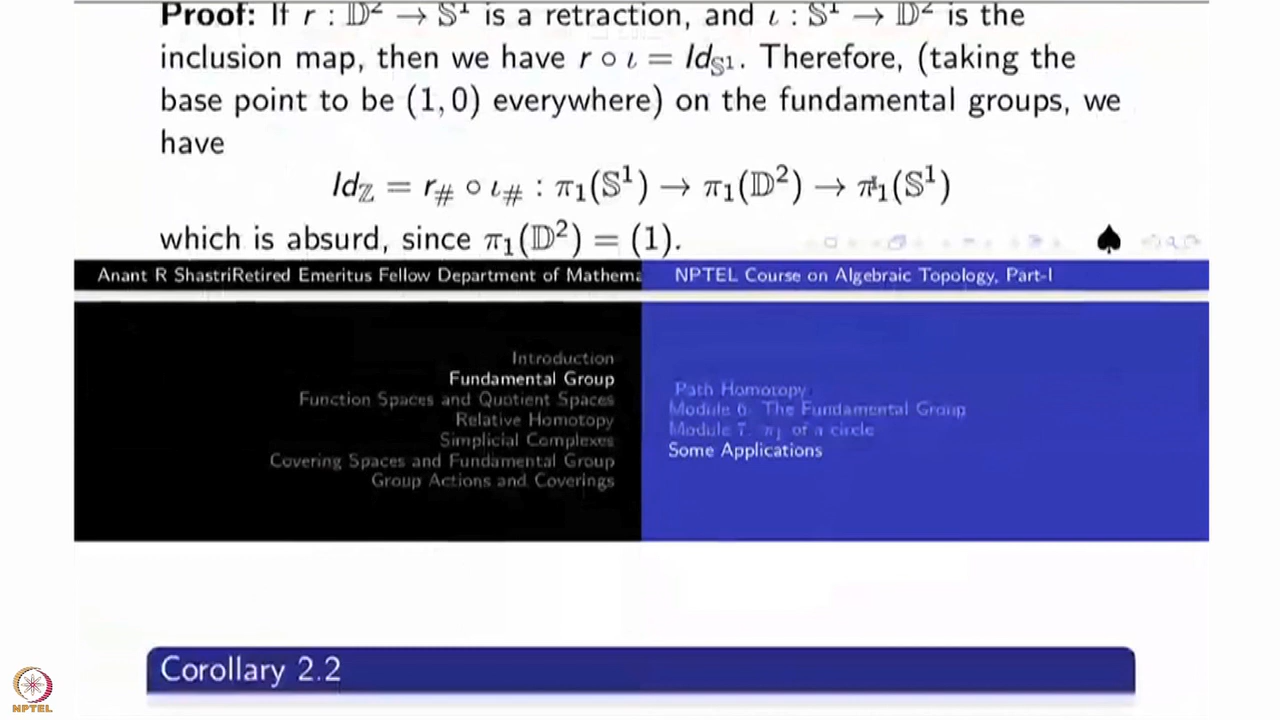 Proof: If r : 𝔻² → 𝕊¹ is a retraction, and ι : 𝕊¹ → 𝔻² is the
inclusion map, then we have r ∘ ι = Id_𝕊¹. Therefore, (taking the
base point to be (1, 0) everywhere) on the fundamental groups, we
have
Id_ℤ = r_# ∘ ι_# : π₁(𝕊¹) → π₁(𝔻²) → π₁(𝕊¹)
which is absurd, since π₁(𝔻²) = (1). ♠
Anant R ShastriRetired Emeritus Fellow Department of Mathema
NPTEL Course on Algebraic Topology, Part-I
Introduction
Fundamental Group
Function Spaces and Quotient Spaces
Relative Homotopy
Simplicial Complexes
Covering Spaces and Fundamental Group
Group Actions and Coverings
Path Homotopy
Module 6 The Fundamental Group
Module 7 π₁ of a circle
Some Applications
Corollary 2.2
NPTEL